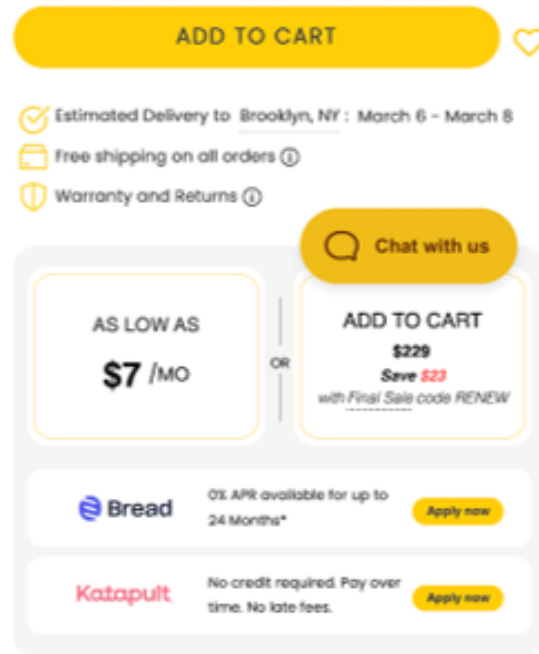 ADD TO CART
Estimated Delivery to Brooklyn, NY : March 6 - March 8
Free shipping on all orders
Warranty and Returns
Chat with us
AS LOW AS
$7 /MO
OR
ADD TO CART
$229
Save $23
with Final Sale code RENEW
Bread
0% APR available for up to
24 Months*
Apply now
Katapult
No credit required. Pay over
time. No late fees.
Apply now